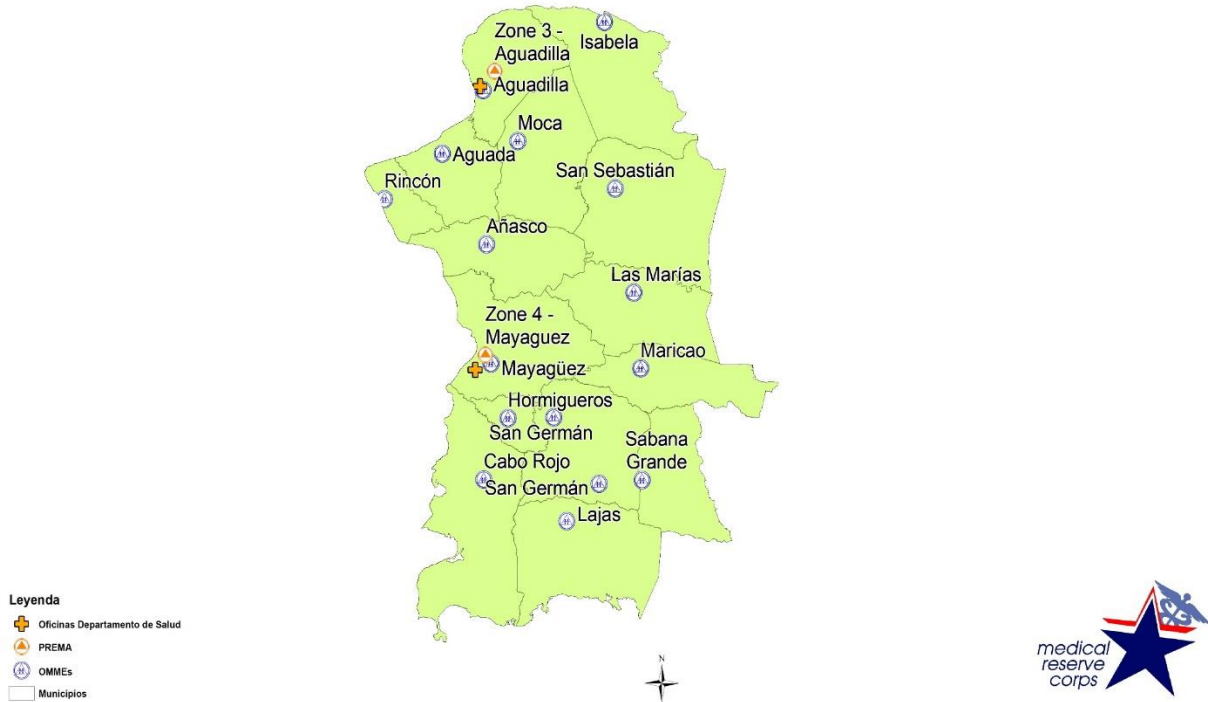 Zone 3 -
Aguadilla
Isabela
Aguadilla
Moca
Aguada
San Sebastián
Rincón
Añasco
Las Marías
Zone 4 -
Mayaguez
Maricao
Mayagüez
Hormigueros
San Germán
Sabana
Grande
Cabo Rojo
San Germán
Lajas
Leyenda
Oficinas Departamento de Salud
PREMA
OMMEs
Municipios
N
medical
reserve
corps